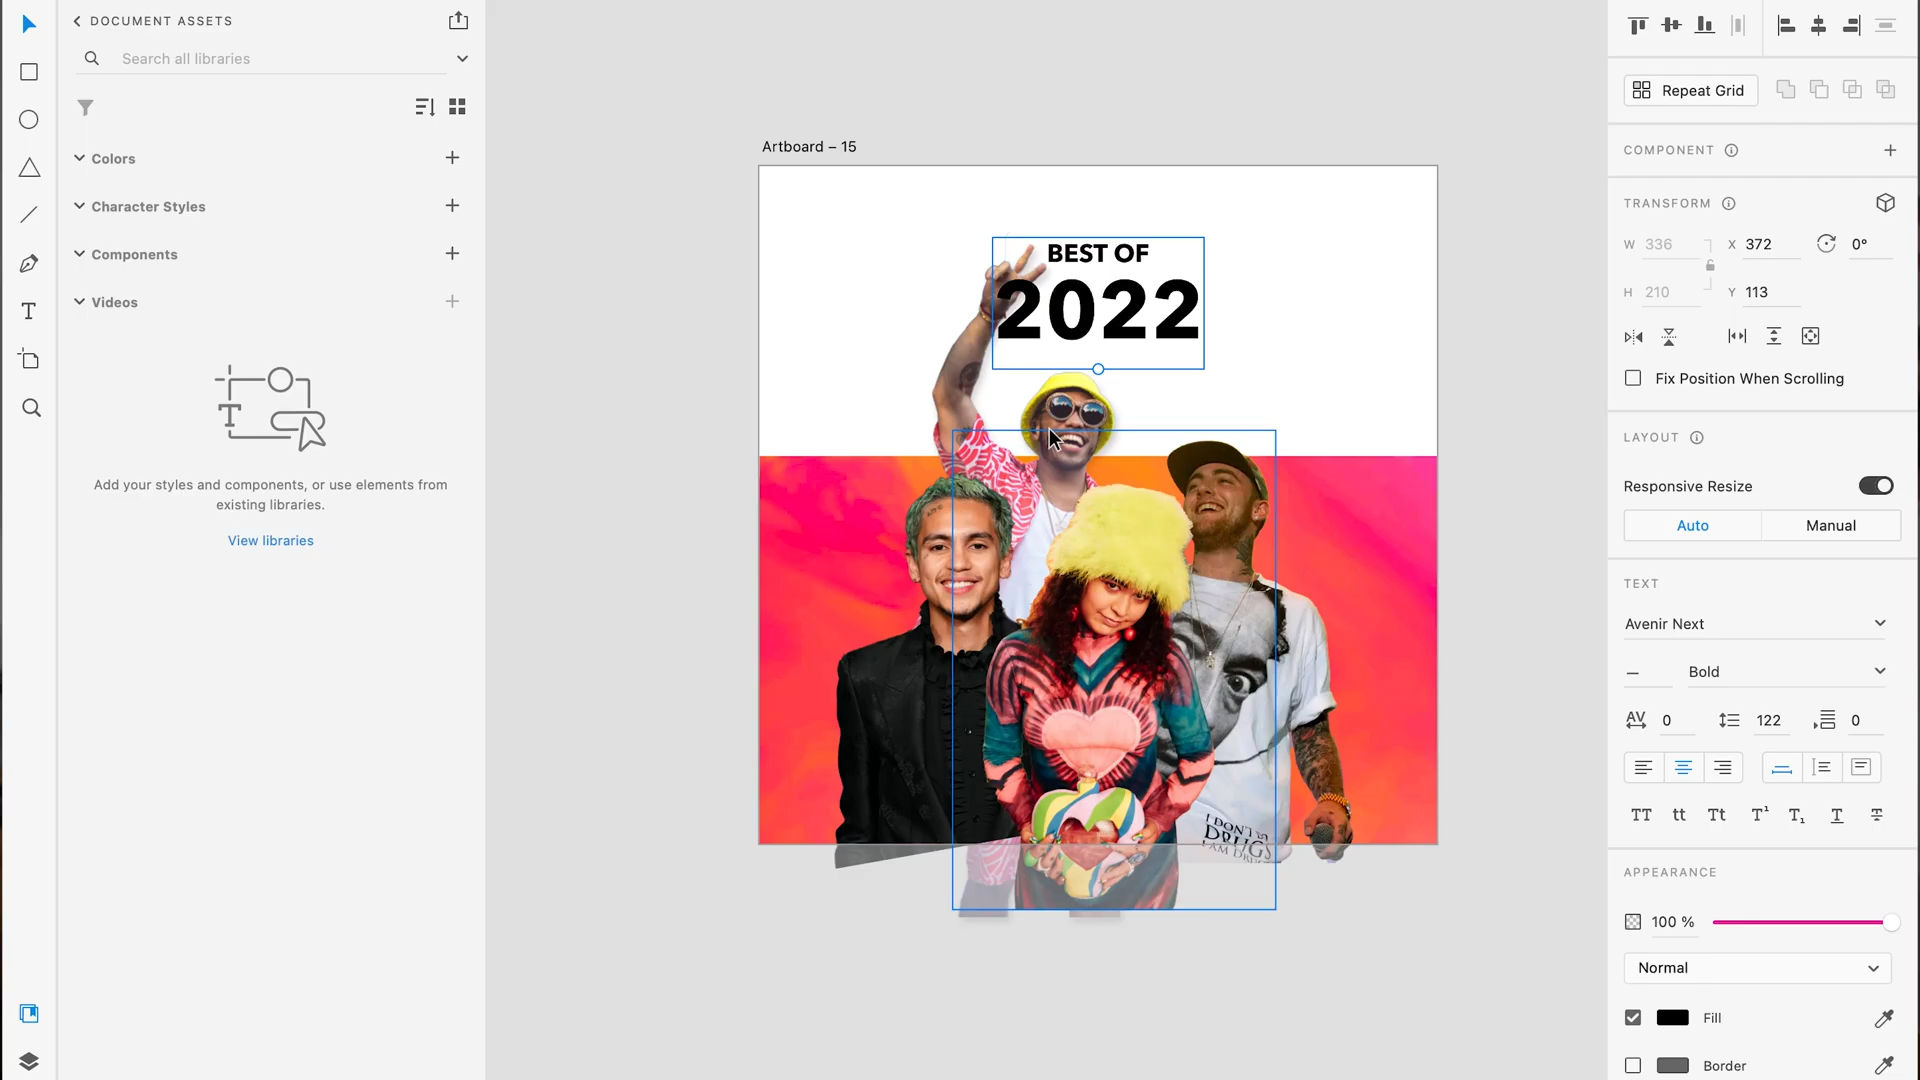 DOCUMENT ASSETS
Search all libraries
Colors
Character Styles
Components
Videos
Add your styles and components, or use elements from
existing libraries.
View libraries
Artboard – 15
BEST OF
2022
I DON'T
DRUGS
I AM DRUGS
Repeat Grid
COMPONENT
TRANSFORM
W 336 X 372 0°
H 210 Y 113
Fix Position When Scrolling
LAYOUT
Responsive Resize
Auto Manual
TEXT
Avenir Next
— Bold
AV 0 122 0
TT tt Tt T¹ T₁ T T
APPEARANCE
100 %
Normal
Fill
Border